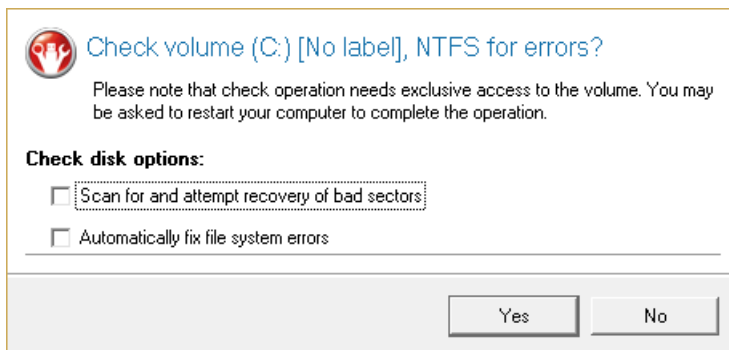 Check volume (C:) [No label], NTFS for errors?
Please note that check operation needs exclusive access to the volume. You may
be asked to restart your computer to complete the operation.
Check disk options:
Scan for and attempt recovery of bad sectors
Automatically fix file system errors
Yes
No